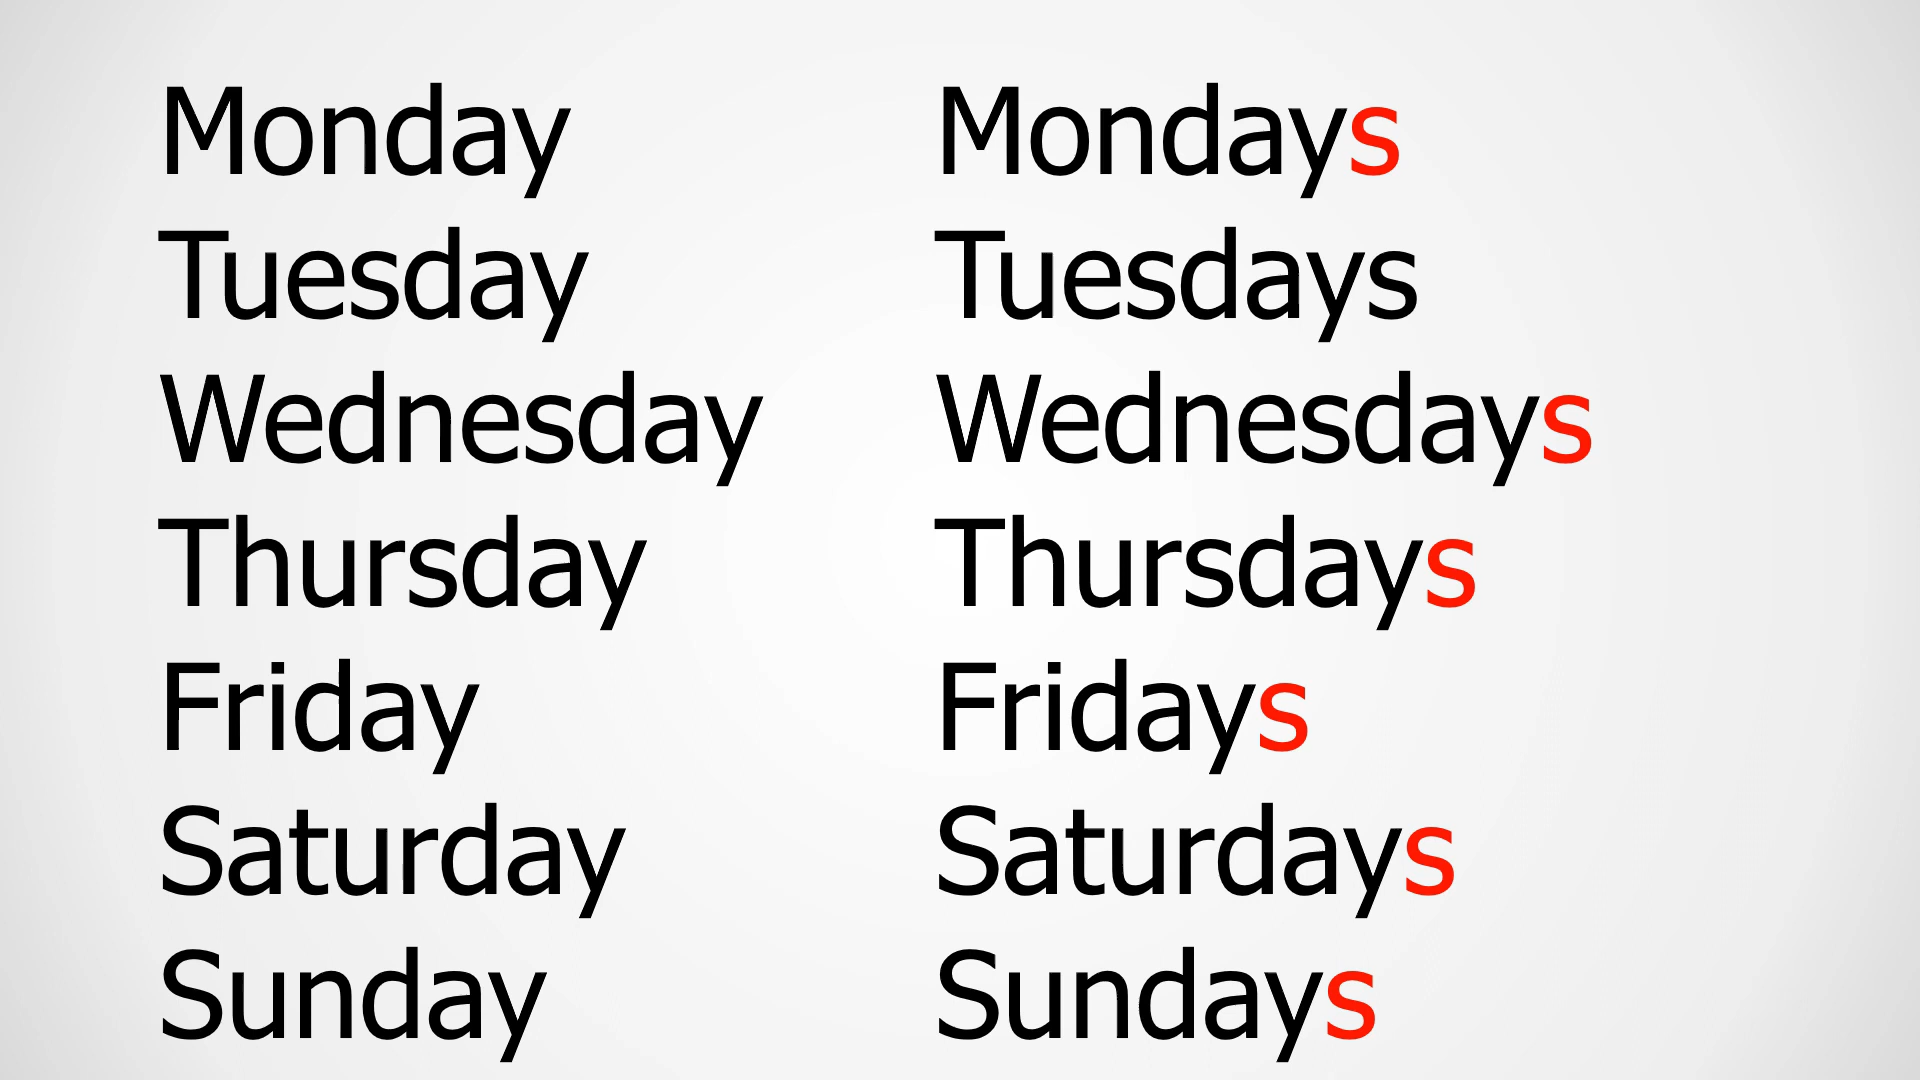 Monday Mondays
Tuesday Tuesdays
Wednesday Wednesdays
Thursday Thursdays
Friday Fridays
Saturday Saturdays
Sunday Sundays